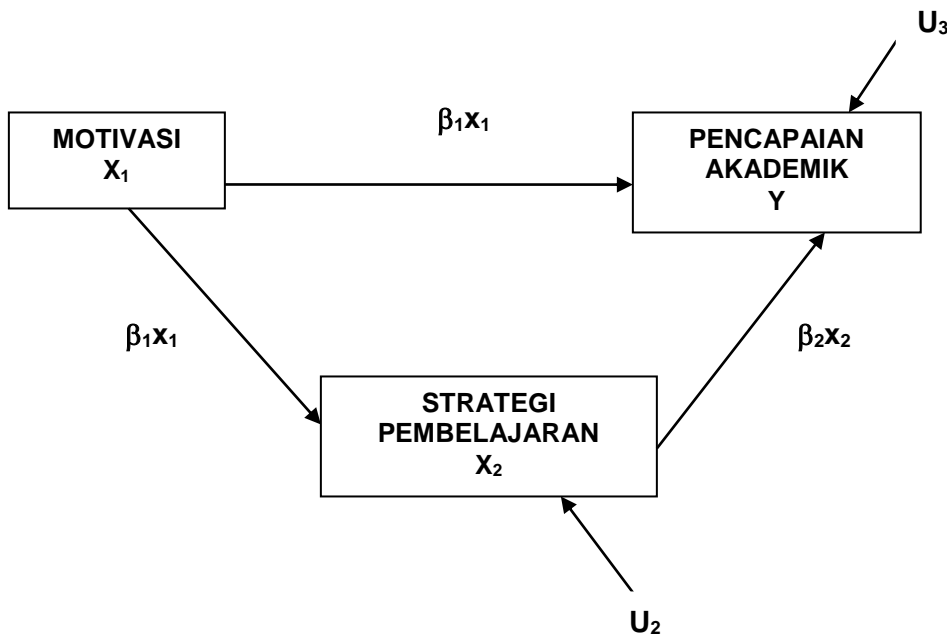 U₃
β₁x₁
MOTIVASI
X₁
PENCAPAIAN
AKADEMIK
Y
β₁x₁
β₂x₂
STRATEGI
PEMBELAJARAN
X₂
U₂